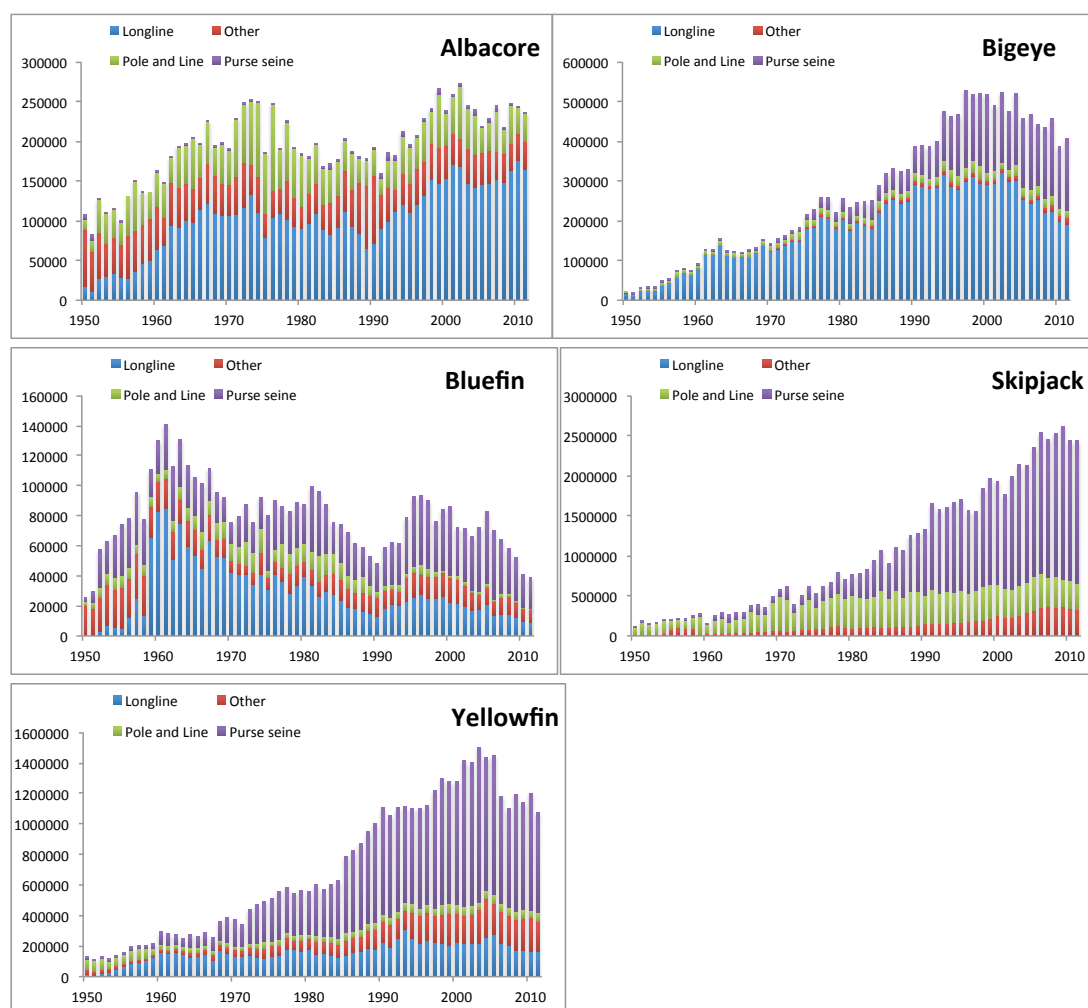 Longline Other
Albacore
Pole and Line Purse seine
300000
250000
200000
150000
100000
50000
0
1950 1960 1970 1980 1990 2000 2010
Longline Other
Bigeye
Pole and Line Purse seine
600000
500000
400000
300000
200000
100000
0
1950 1960 1970 1980 1990 2000 2010
Longline Other
Bluefin
Pole and Line Purse seine
160000
140000
120000
100000
80000
60000
40000
20000
0
1950 1960 1970 1980 1990 2000 2010
Longline Other
Skipjack
Pole and Line Purse seine
3000000
2500000
2000000
1500000
1000000
500000
0
1950 1960 1970 1980 1990 2000 2010
Longline Other
Yellowfin
Pole and Line Purse seine
1600000
1400000
1200000
1000000
800000
600000
400000
200000
0
1950 1960 1970 1980 1990 2000 2010